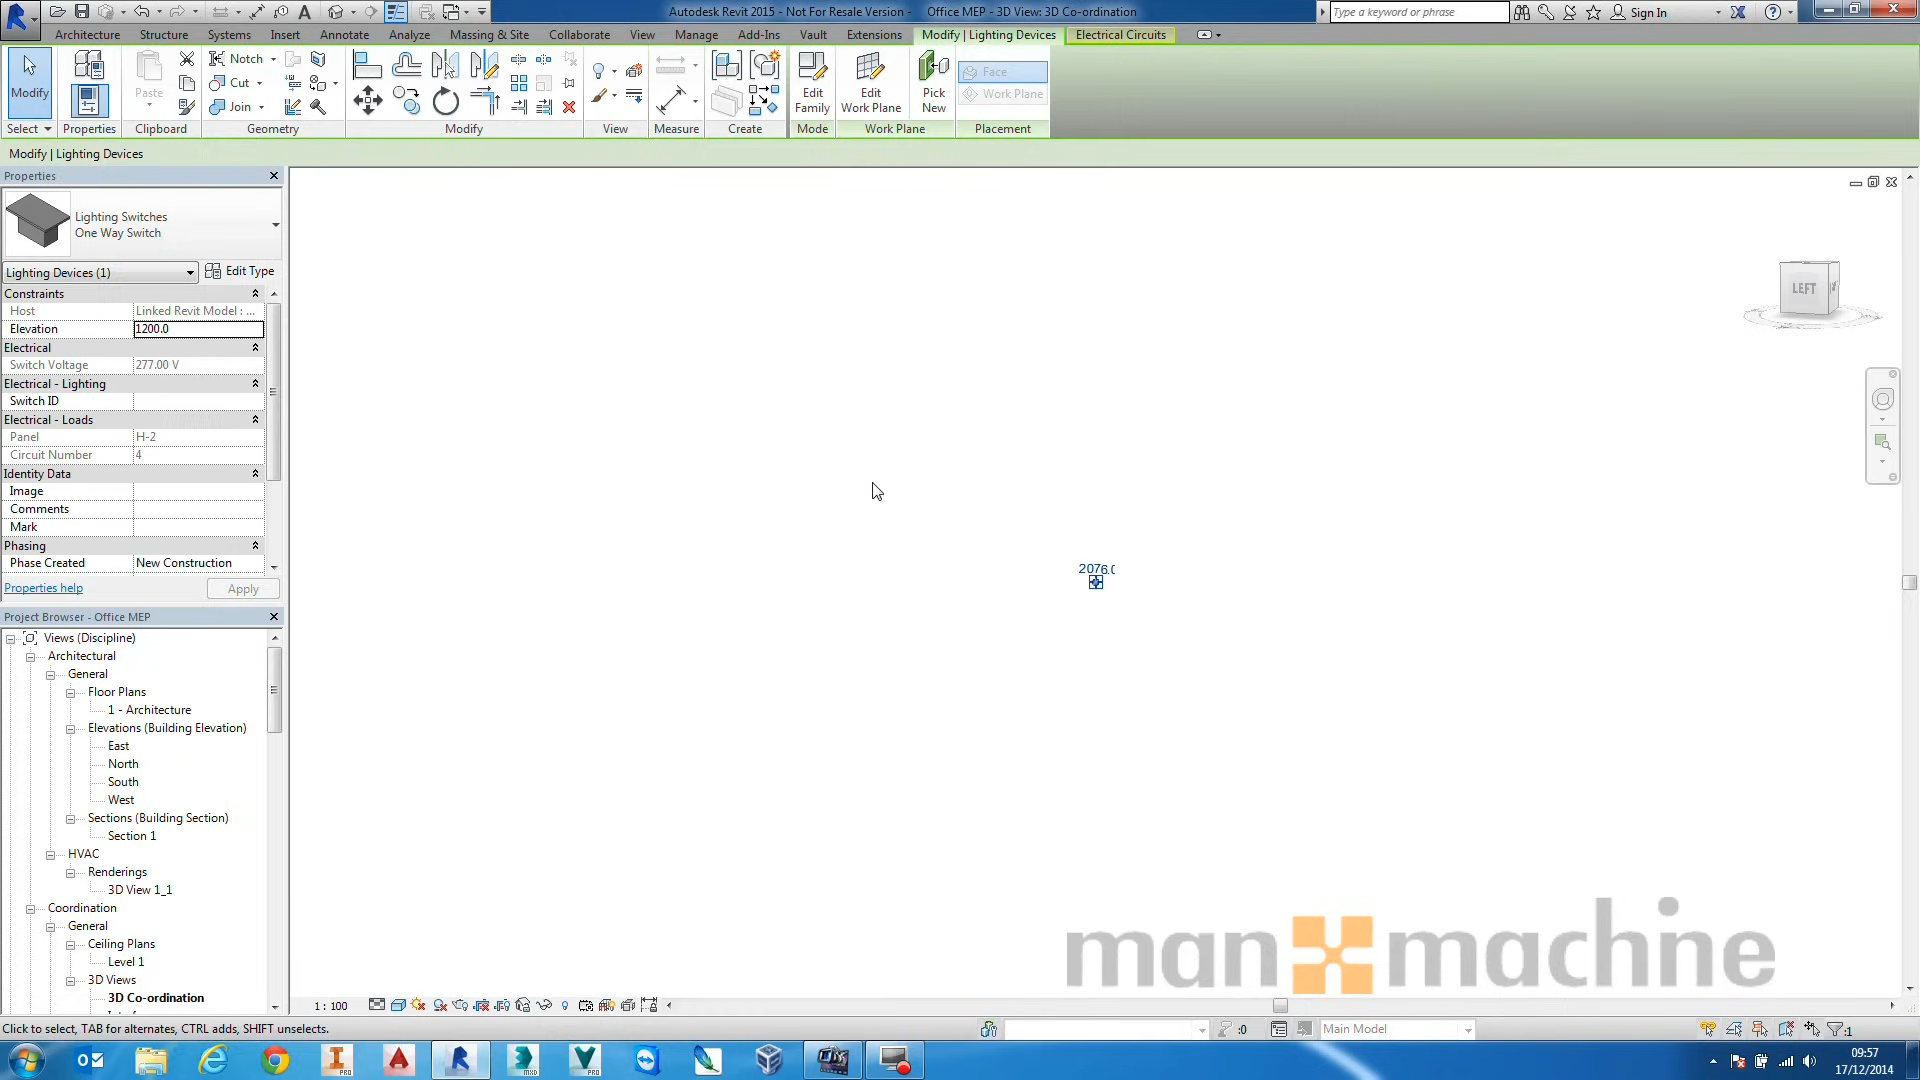 Autodesk Revit 2015 - Not For Resale Version - Office MEP - 3D View: 3D Co-ordination
Type a keyword or phrase
Sign In
Architecture Structure Systems Insert Annotate Analyze Massing & Site Collaborate View Manage Add-Ins Vault Extensions Modify | Lighting Devices Electrical Circuits
Modify
Paste
Notch
Cut
Join
Edit Family
Edit Work Plane
Pick New
Face
Work Plane
Select Properties Clipboard Geometry Modify View Measure Create Mode Work Plane Placement
Modify | Lighting Devices
Properties
Lighting Switches
One Way Switch
Lighting Devices (1)
Edit Type
Constraints
Host Linked Revit Model : ...
Elevation 1200.0
Electrical
Switch Voltage 277.00 V
Electrical - Lighting
Switch ID
Electrical - Loads
Panel H-2
Circuit Number 4
Identity Data
Image
Comments
Mark
Phasing
Phase Created New Construction
Properties help
Apply
Project Browser - Office MEP
Views (Discipline)
Architectural
General
Floor Plans
1 - Architecture
Elevations (Building Elevation)
East
North
South
West
Sections (Building Section)
Section 1
HVAC
Renderings
3D View 1_1
Coordination
General
Ceiling Plans
Level 1
3D Views
3D Co-ordination
LEFT
2076.0
man machine
1 : 100
Click to select, TAB for alternates, CTRL adds, SHIFT unselects.
:0
Main Model
:1
09:57
17/12/2014